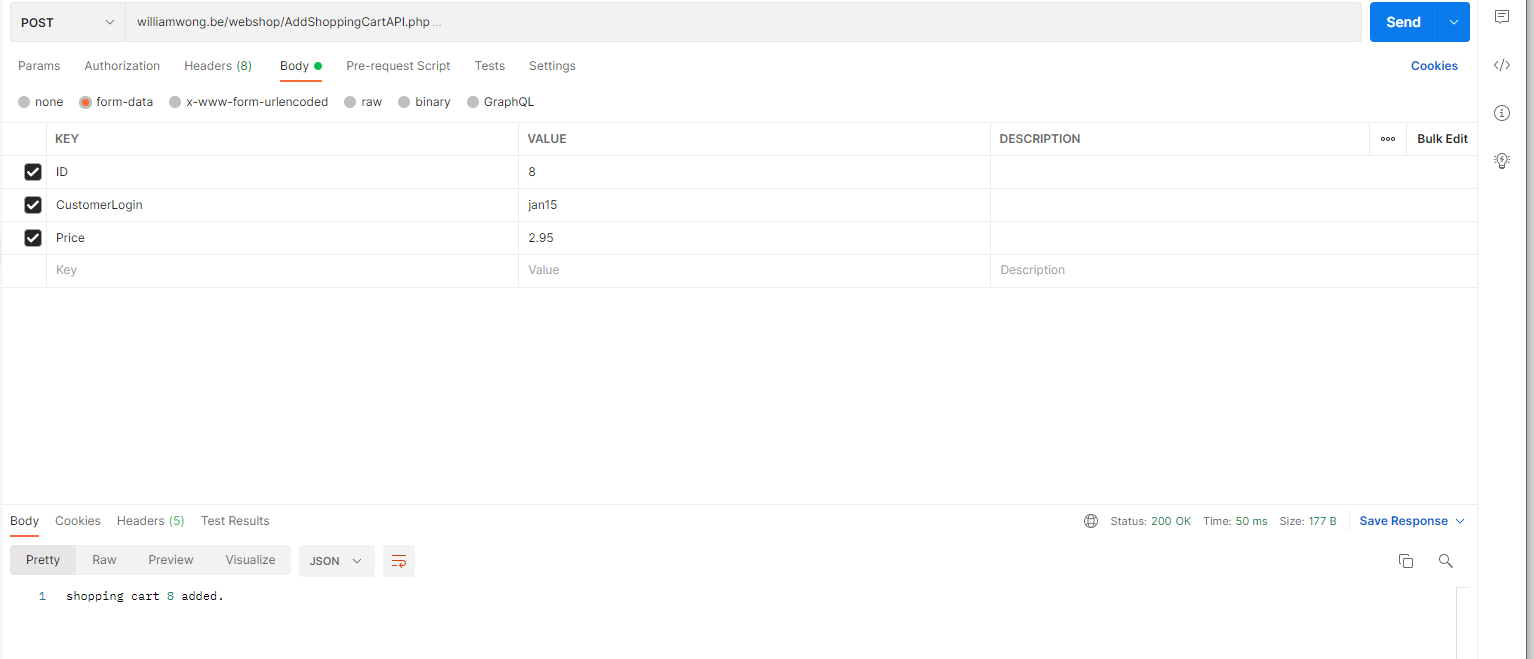 POST williamwong.be/webshop/AddShoppingCartAPI.php ... Send
Params Authorization Headers (8) Body Pre-request Script Tests Settings Cookies
none form-data x-www-form-urlencoded raw binary GraphQL
KEY VALUE DESCRIPTION Bulk Edit
ID 8
CustomerLogin jan15
Price 2.95
Key Value Description
Body Cookies Headers (5) Test Results Status: 200 OK Time: 50 ms Size: 177 B Save Response
Pretty Raw Preview Visualize JSON
1 shopping cart 8 added.